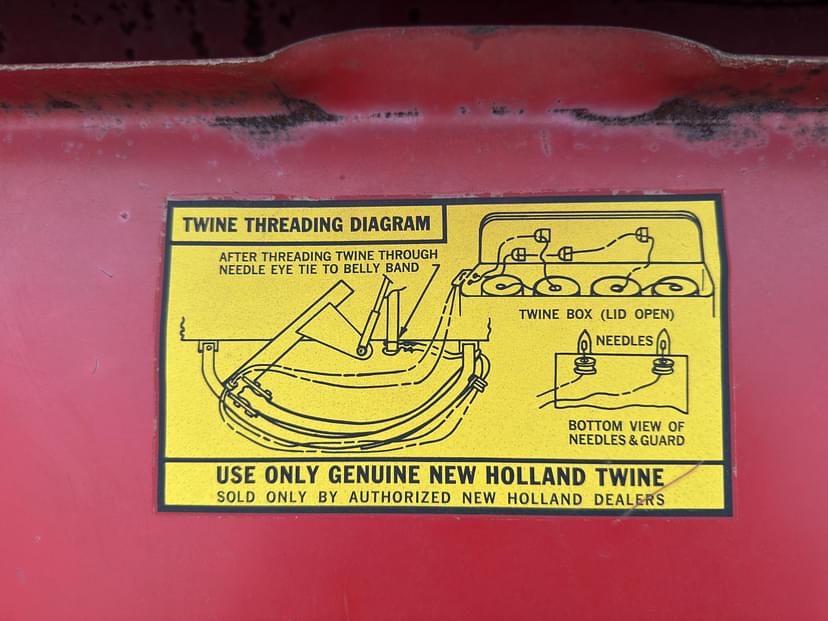 TWINE THREADING DIAGRAM
AFTER THREADING TWINE THROUGH
NEEDLE EYE TIE TO BELLY BAND
TWINE BOX (LID OPEN)
NEEDLES
BOTTOM VIEW OF
NEEDLES & GUARD
USE ONLY GENUINE NEW HOLLAND TWINE
SOLD ONLY BY AUTHORIZED NEW HOLLAND DEALERS